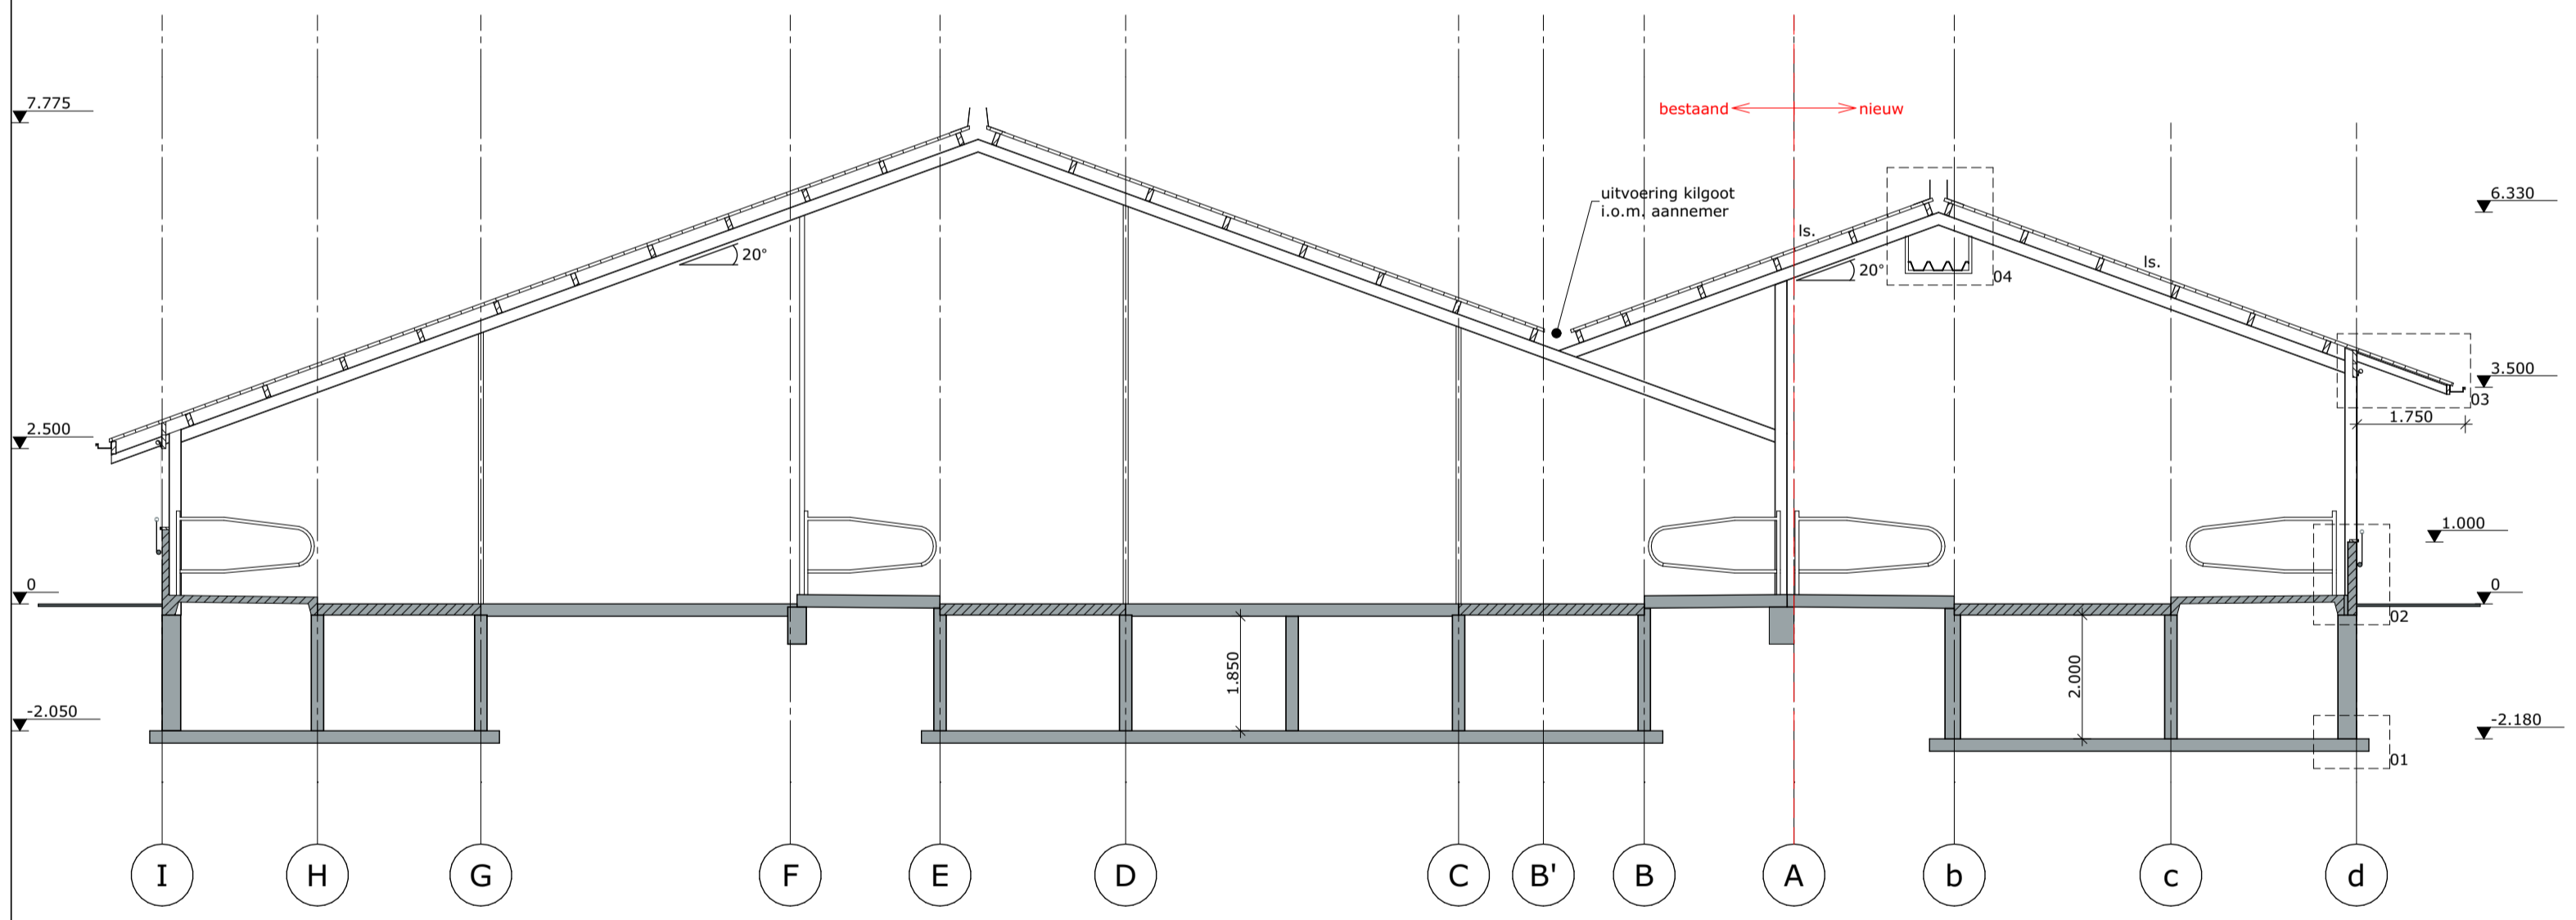 7.775
bestaand
nieuw
uitvoering kilgoot
i.o.m. aannemer
6.330
ls.
20°
20°
04
ls.
3.500
03
1.750
2.500
1.000
0
0
02
1.850
2.000
-2.050
-2.180
01
I
H
G
F
E
D
C
B'
B
A
b
c
d